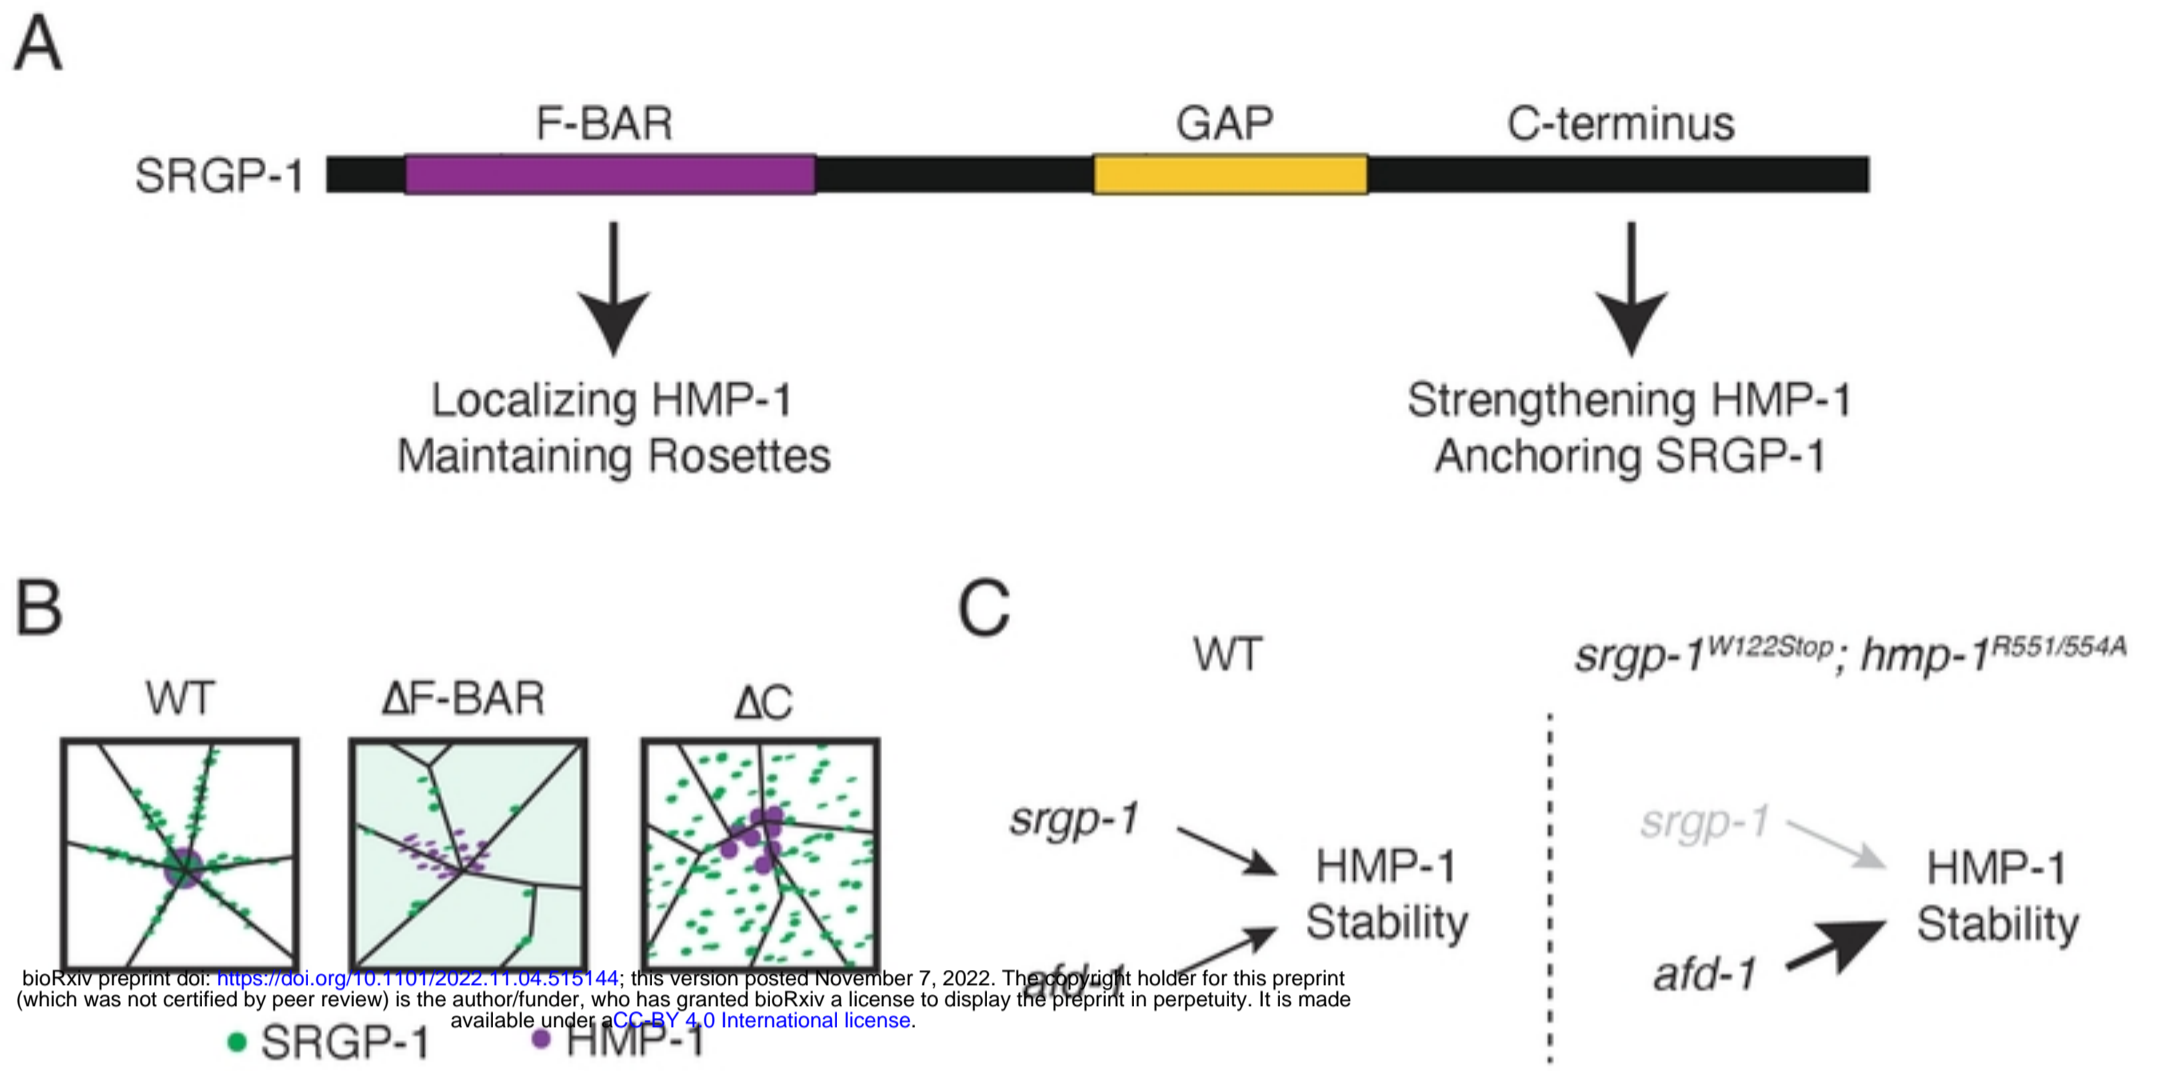 A
F-BAR
GAP
C-terminus
SRGP-1
Localizing HMP-1
Maintaining Rosettes
Strengthening HMP-1
Anchoring SRGP-1
B
WT
ΔF-BAR
ΔC
SRGP-1
HMP-1
C
WT
srgp-1
afd-1
HMP-1
Stability
srgp-1W122Stop; hmp-1R551/554A
srgp-1
afd-1
HMP-1
Stability
bioRxiv preprint doi: https://doi.org/10.1101/2022.11.04.515144; this version posted November 7, 2022. The copyright holder for this preprint
(which was not certified by peer review) is the author/funder, who has granted bioRxiv a license to display the preprint in perpetuity. It is made
available under aCC-BY 4.0 International license.